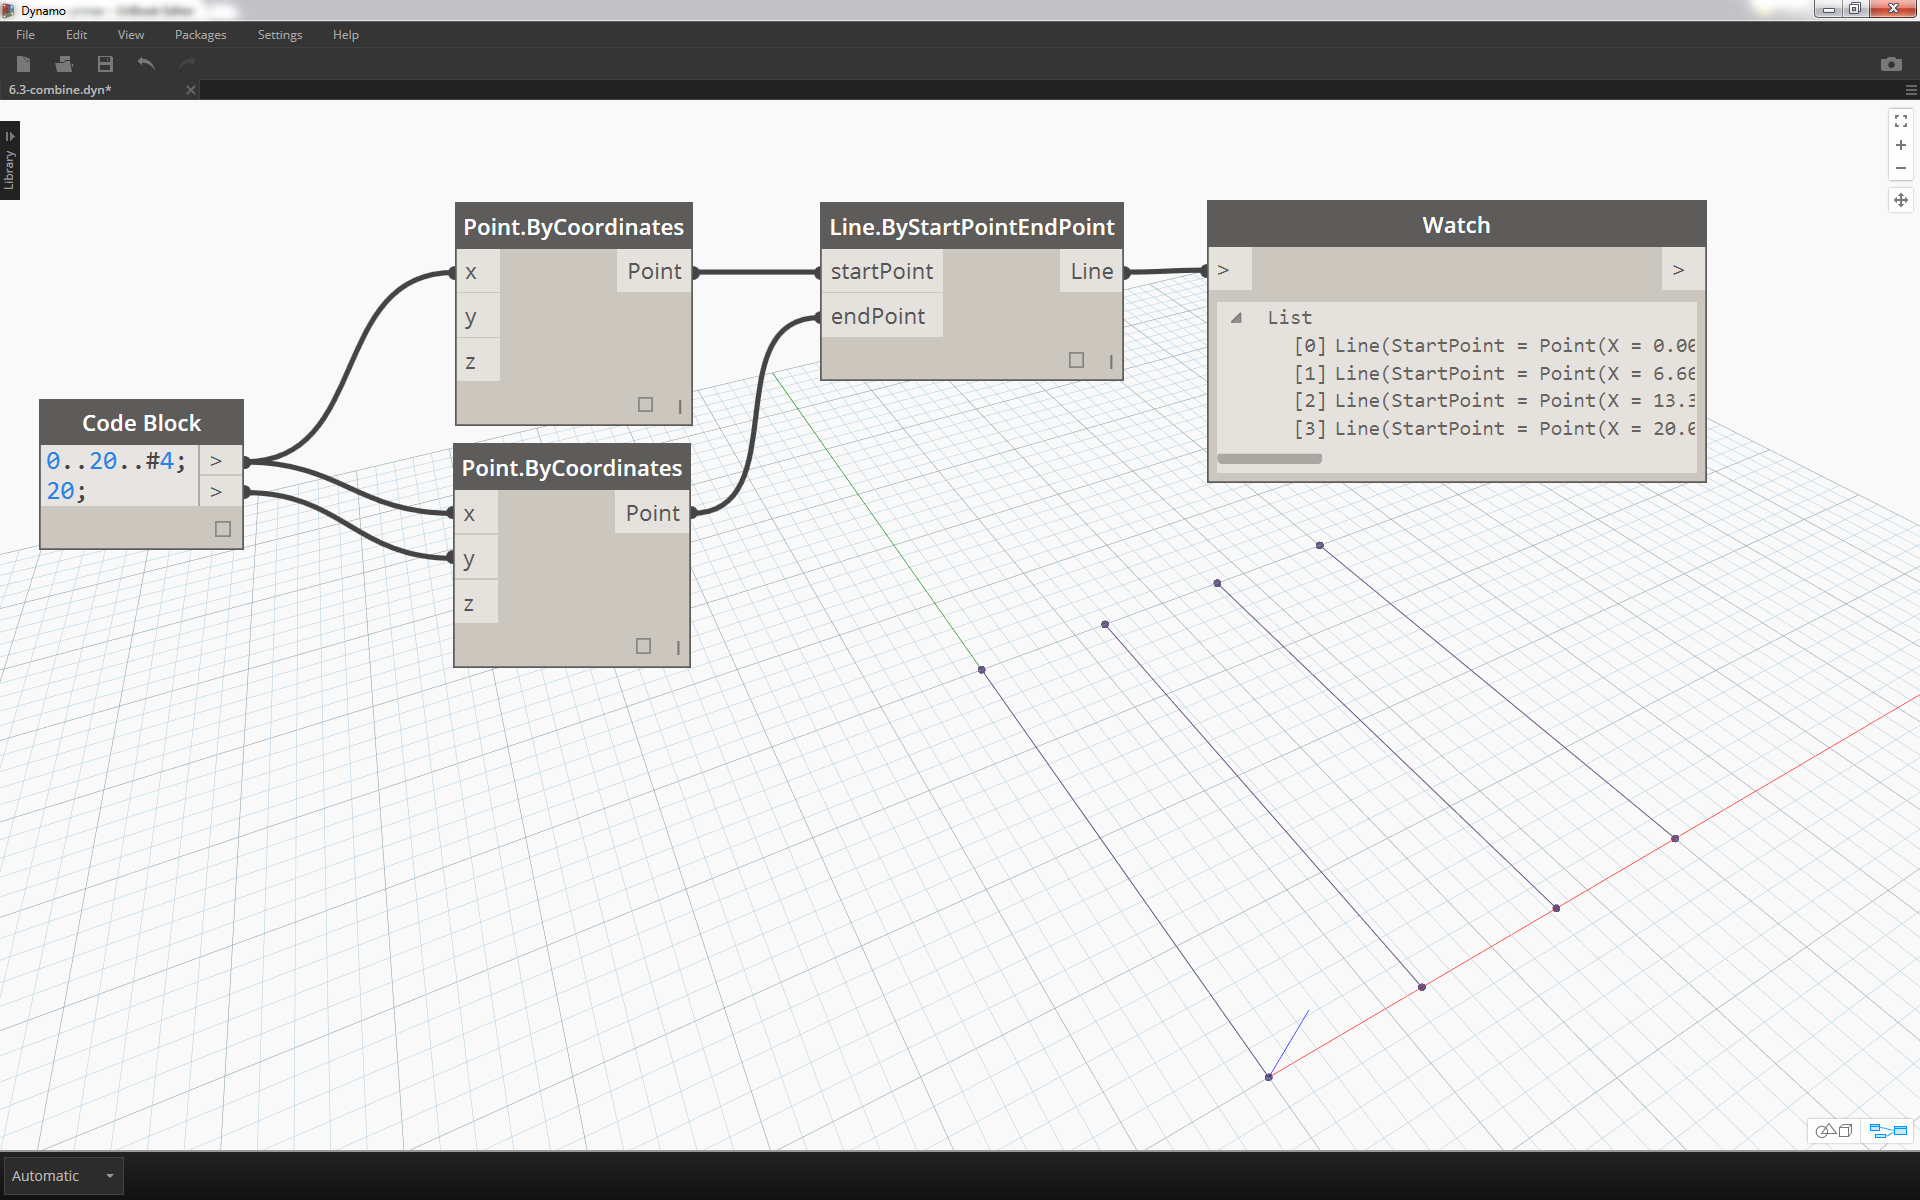 Dynamo
File Edit View Packages Settings Help
6.3-combine.dyn*
Library
Point.ByCoordinates
x Point
y
z
Line.ByStartPointEndPoint
startPoint Line
endPoint
Watch
> >
List
[0] Line(StartPoint = Point(X = 0.00
[1] Line(StartPoint = Point(X = 6.66
[2] Line(StartPoint = Point(X = 13.3
[3] Line(StartPoint = Point(X = 20.0
Code Block
0..20..#4; >
20; >
Point.ByCoordinates
x Point
y
z
Automatic